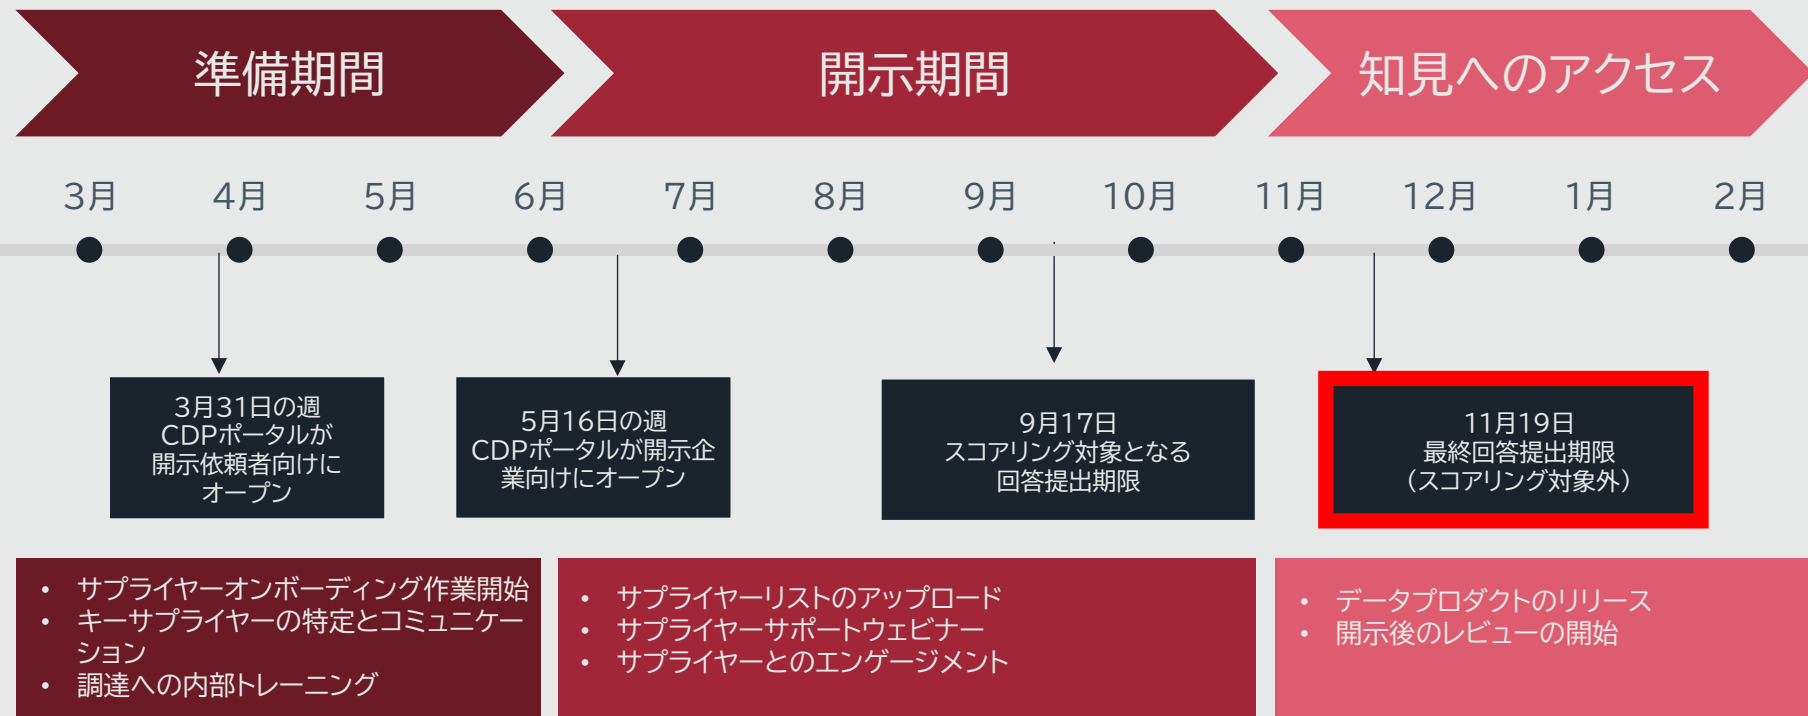 準備期間
開示期間
知見へのアクセス
3月 4月 5月 6月 7月 8月 9月 10月 11月 12月 1月 2月
3月31日の週
CDPポータルが
開示依頼者向けに
オープン
5月16日の週
CDPポータルが開示企
業向けにオープン
9月17日
スコアリング対象となる
回答提出期限
11月19日
最終回答提出期限
（スコアリング対象外）
• サプライヤーオンボーディング作業開始
• キーサプライヤーの特定とコミュニケー
ション
• 調達への内部トレーニング
• サプライヤーリストのアップロード
• サプライヤーサポートウェビナー
• サプライヤーとのエンゲージメント
• データプロダクトのリリース
• 開示後のレビューの開始